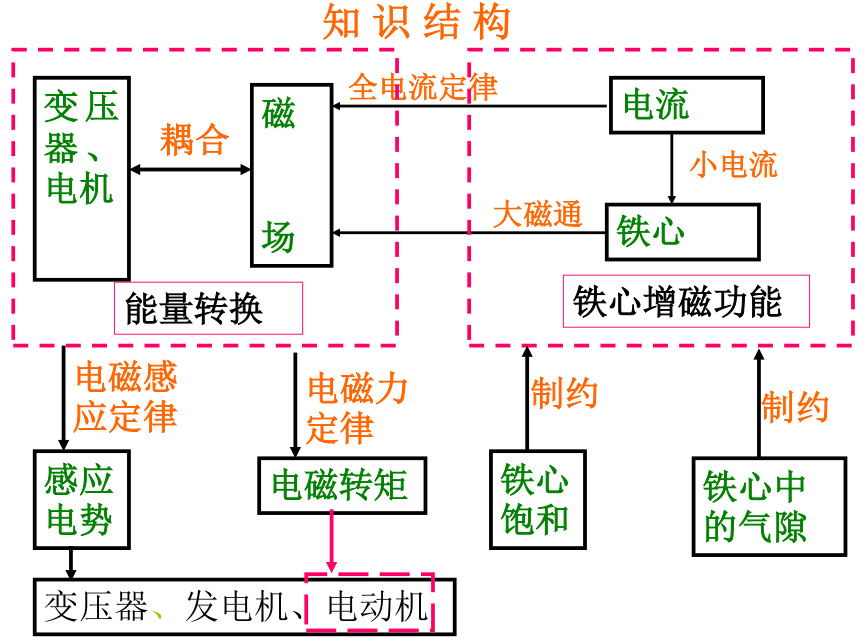 知识结构
变压
器、
电机
耦合
磁
场
全电流定律
电流
小电流
大磁通
铁心
能量转换
铁心增磁功能
电磁感
应定律
电磁力
定律
制约
制约
感应
电势
电磁转矩
铁心
饱和
铁心中
的气隙
变压器、发电机、电动机